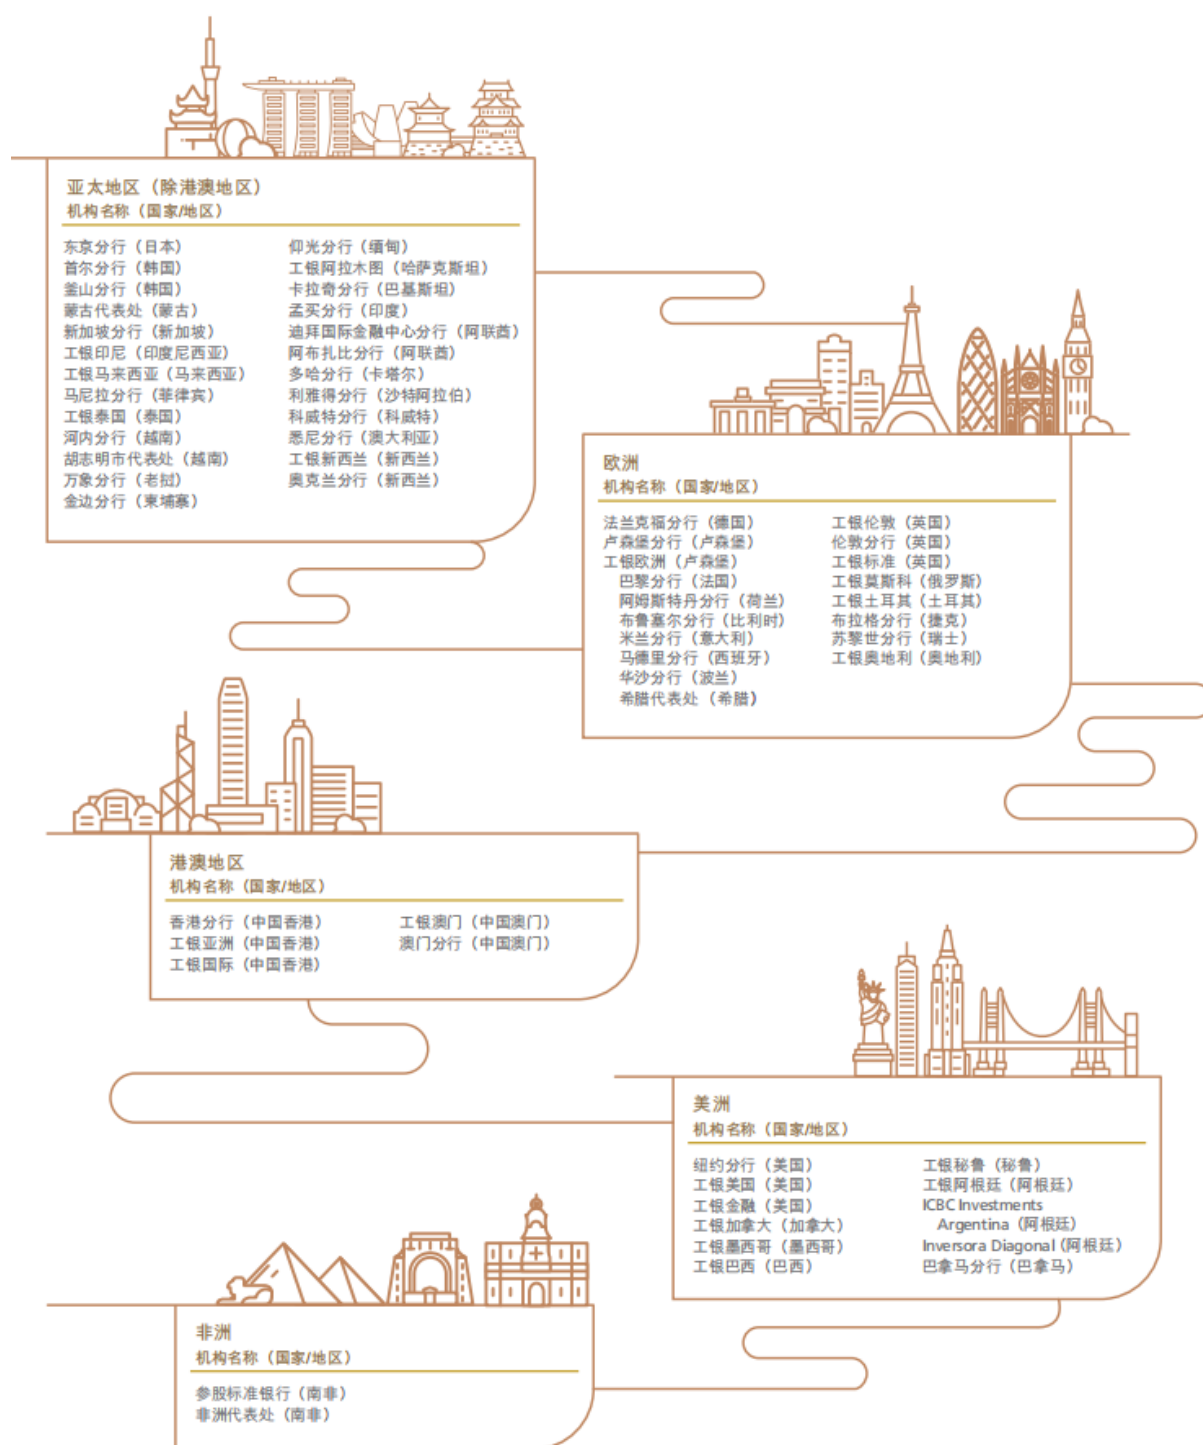 亚太地区（除港澳地区）
机构名称（国家/地区）
东京分行（日本）
首尔分行（韩国）
釜山分行（韩国）
蒙古代表处（蒙古）
新加坡分行（新加坡）
工银印尼（印度尼西亚）
工银马来西亚（马来西亚）
马尼拉分行（菲律宾）
工银泰国（泰国）
河内分行（越南）
胡志明市代表处（越南）
万象分行（老挝）
金边分行（柬埔寨）
仰光分行（缅甸）
工银阿拉木图（哈萨克斯坦）
卡拉奇分行（巴基斯坦）
孟买分行（印度）
迪拜国际金融中心分行（阿联酋）
阿布扎比分行（阿联酋）
多哈分行（卡塔尔）
利雅得分行（沙特阿拉伯）
科威特分行（科威特）
悉尼分行（澳大利亚）
工银新西兰（新西兰）
奥克兰分行（新西兰）
欧洲
机构名称（国家/地区）
法兰克福分行（德国）
卢森堡分行（卢森堡）
工银欧洲（卢森堡）
巴黎分行（法国）
阿姆斯特丹分行（荷兰）
布鲁塞尔分行（比利时）
米兰分行（意大利）
马德里分行（西班牙）
华沙分行（波兰）
希腊代表处（希腊）
工银伦敦（英国）
伦敦分行（英国）
工银标准（英国）
工银莫斯科（俄罗斯）
工银土耳其（土耳其）
布拉格分行（捷克）
苏黎世分行（瑞士）
工银奥地利（奥地利）
港澳地区
机构名称（国家/地区）
香港分行（中国香港）
工银亚洲（中国香港）
工银国际（中国香港）
工银澳门（中国澳门）
澳门分行（中国澳门）
美洲
机构名称（国家/地区）
纽约分行（美国）
工银美国（美国）
工银金融（美国）
工银加拿大（加拿大）
工银墨西哥（墨西哥）
工银巴西（巴西）
工银秘鲁（秘鲁）
工银阿根廷（阿根廷）
ICBC Investments
Argentina（阿根廷）
Inversora Diagonal（阿根廷）
巴拿马分行（巴拿马）
非洲
机构名称（国家/地区）
参股标准银行（南非）
非洲代表处（南非）